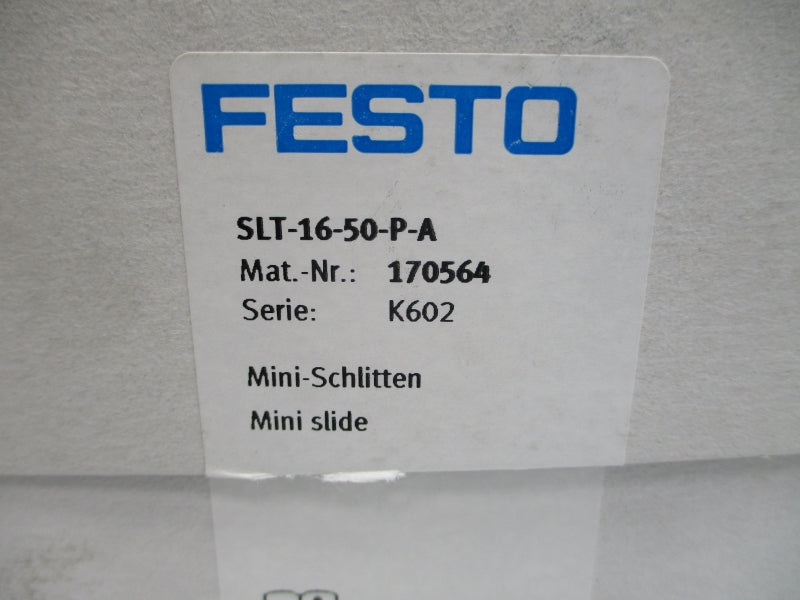 FESTO
SLT-16-50-P-A
Mat.-Nr.: 170564
Serie: K602
Mini-Schlitten
Mini slide